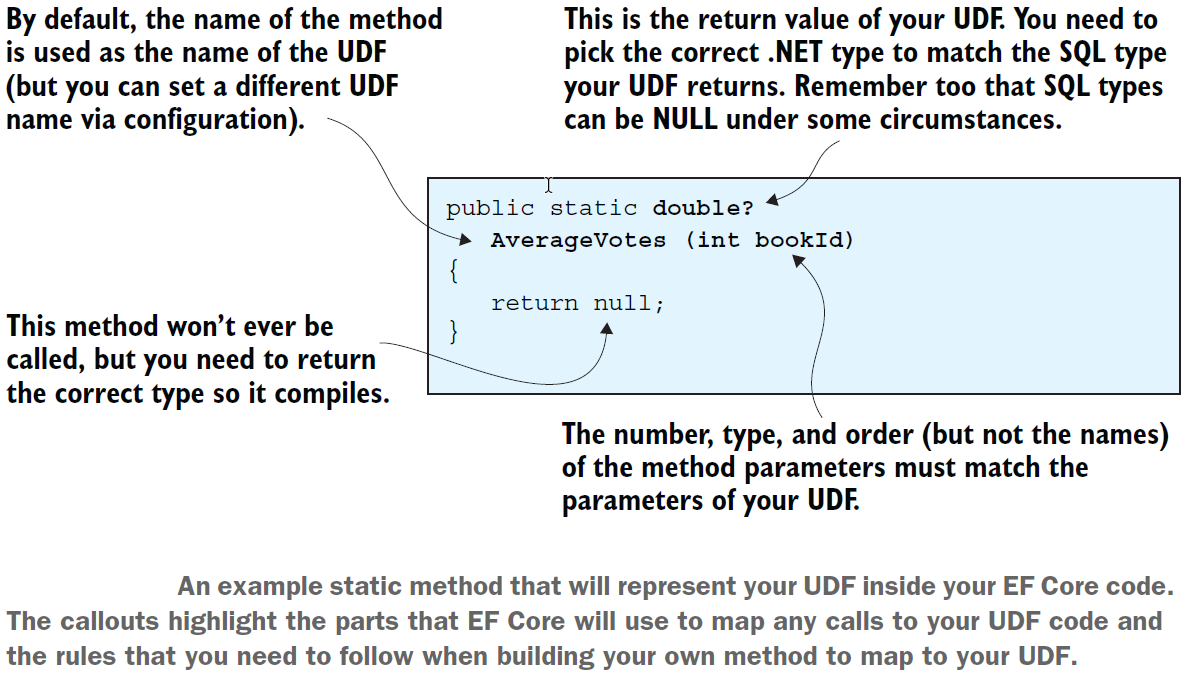 By default, the name of the method
is used as the name of the UDF
(but you can set a different UDF
name via configuration).
This is the return value of your UDF. You need to
pick the correct .NET type to match the SQL type
your UDF returns. Remember too that SQL types
can be NULL under some circumstances.
public static double?
AverageVotes (int bookId)
{
return null;
}
This method won’t ever be
called, but you need to return
the correct type so it compiles.
The number, type, and order (but not the names)
of the method parameters must match the
parameters of your UDF.
An example static method that will represent your UDF inside your EF Core code.
The callouts highlight the parts that EF Core will use to map any calls to your UDF code and
the rules that you need to follow when building your own method to map to your UDF.